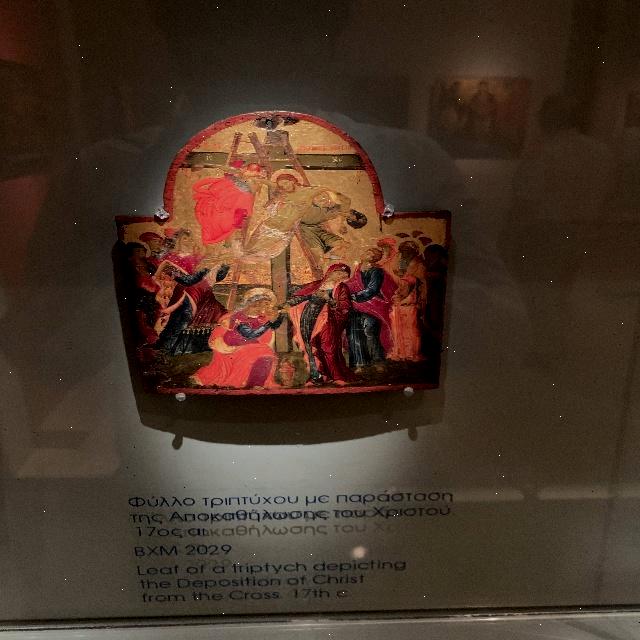 Φύλλο τριπτύχου με παράσταση
της Αποκαθήλωσης του Χριστού
17ος αι.
ΒΧΜ 2029
Leaf of a triptych depicting
the Deposition of Christ
from the Cross. 17th c.